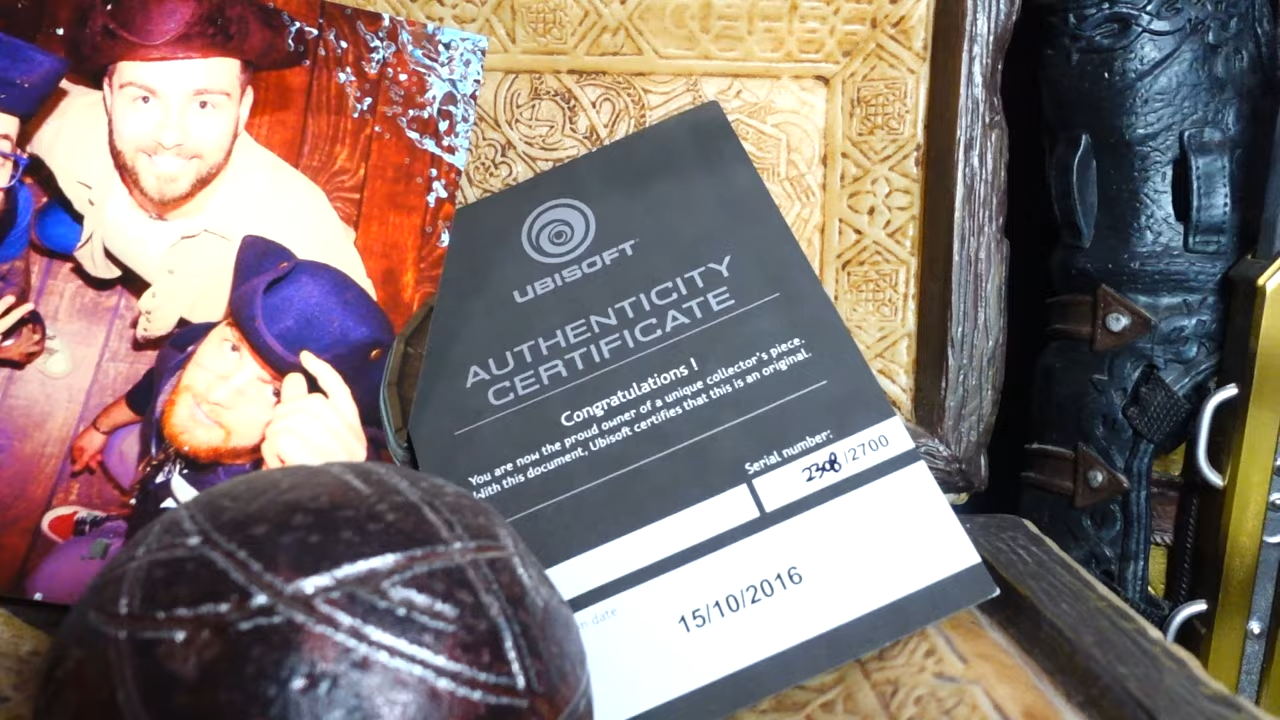 UBISOFT
AUTHENTICITY
CERTIFICATE
Congratulations !
You are now the proud owner of a unique collector's piece.
With this document, Ubisoft certifies that this is an original.
Serial number:
2308 /2700
date
15/10/2016